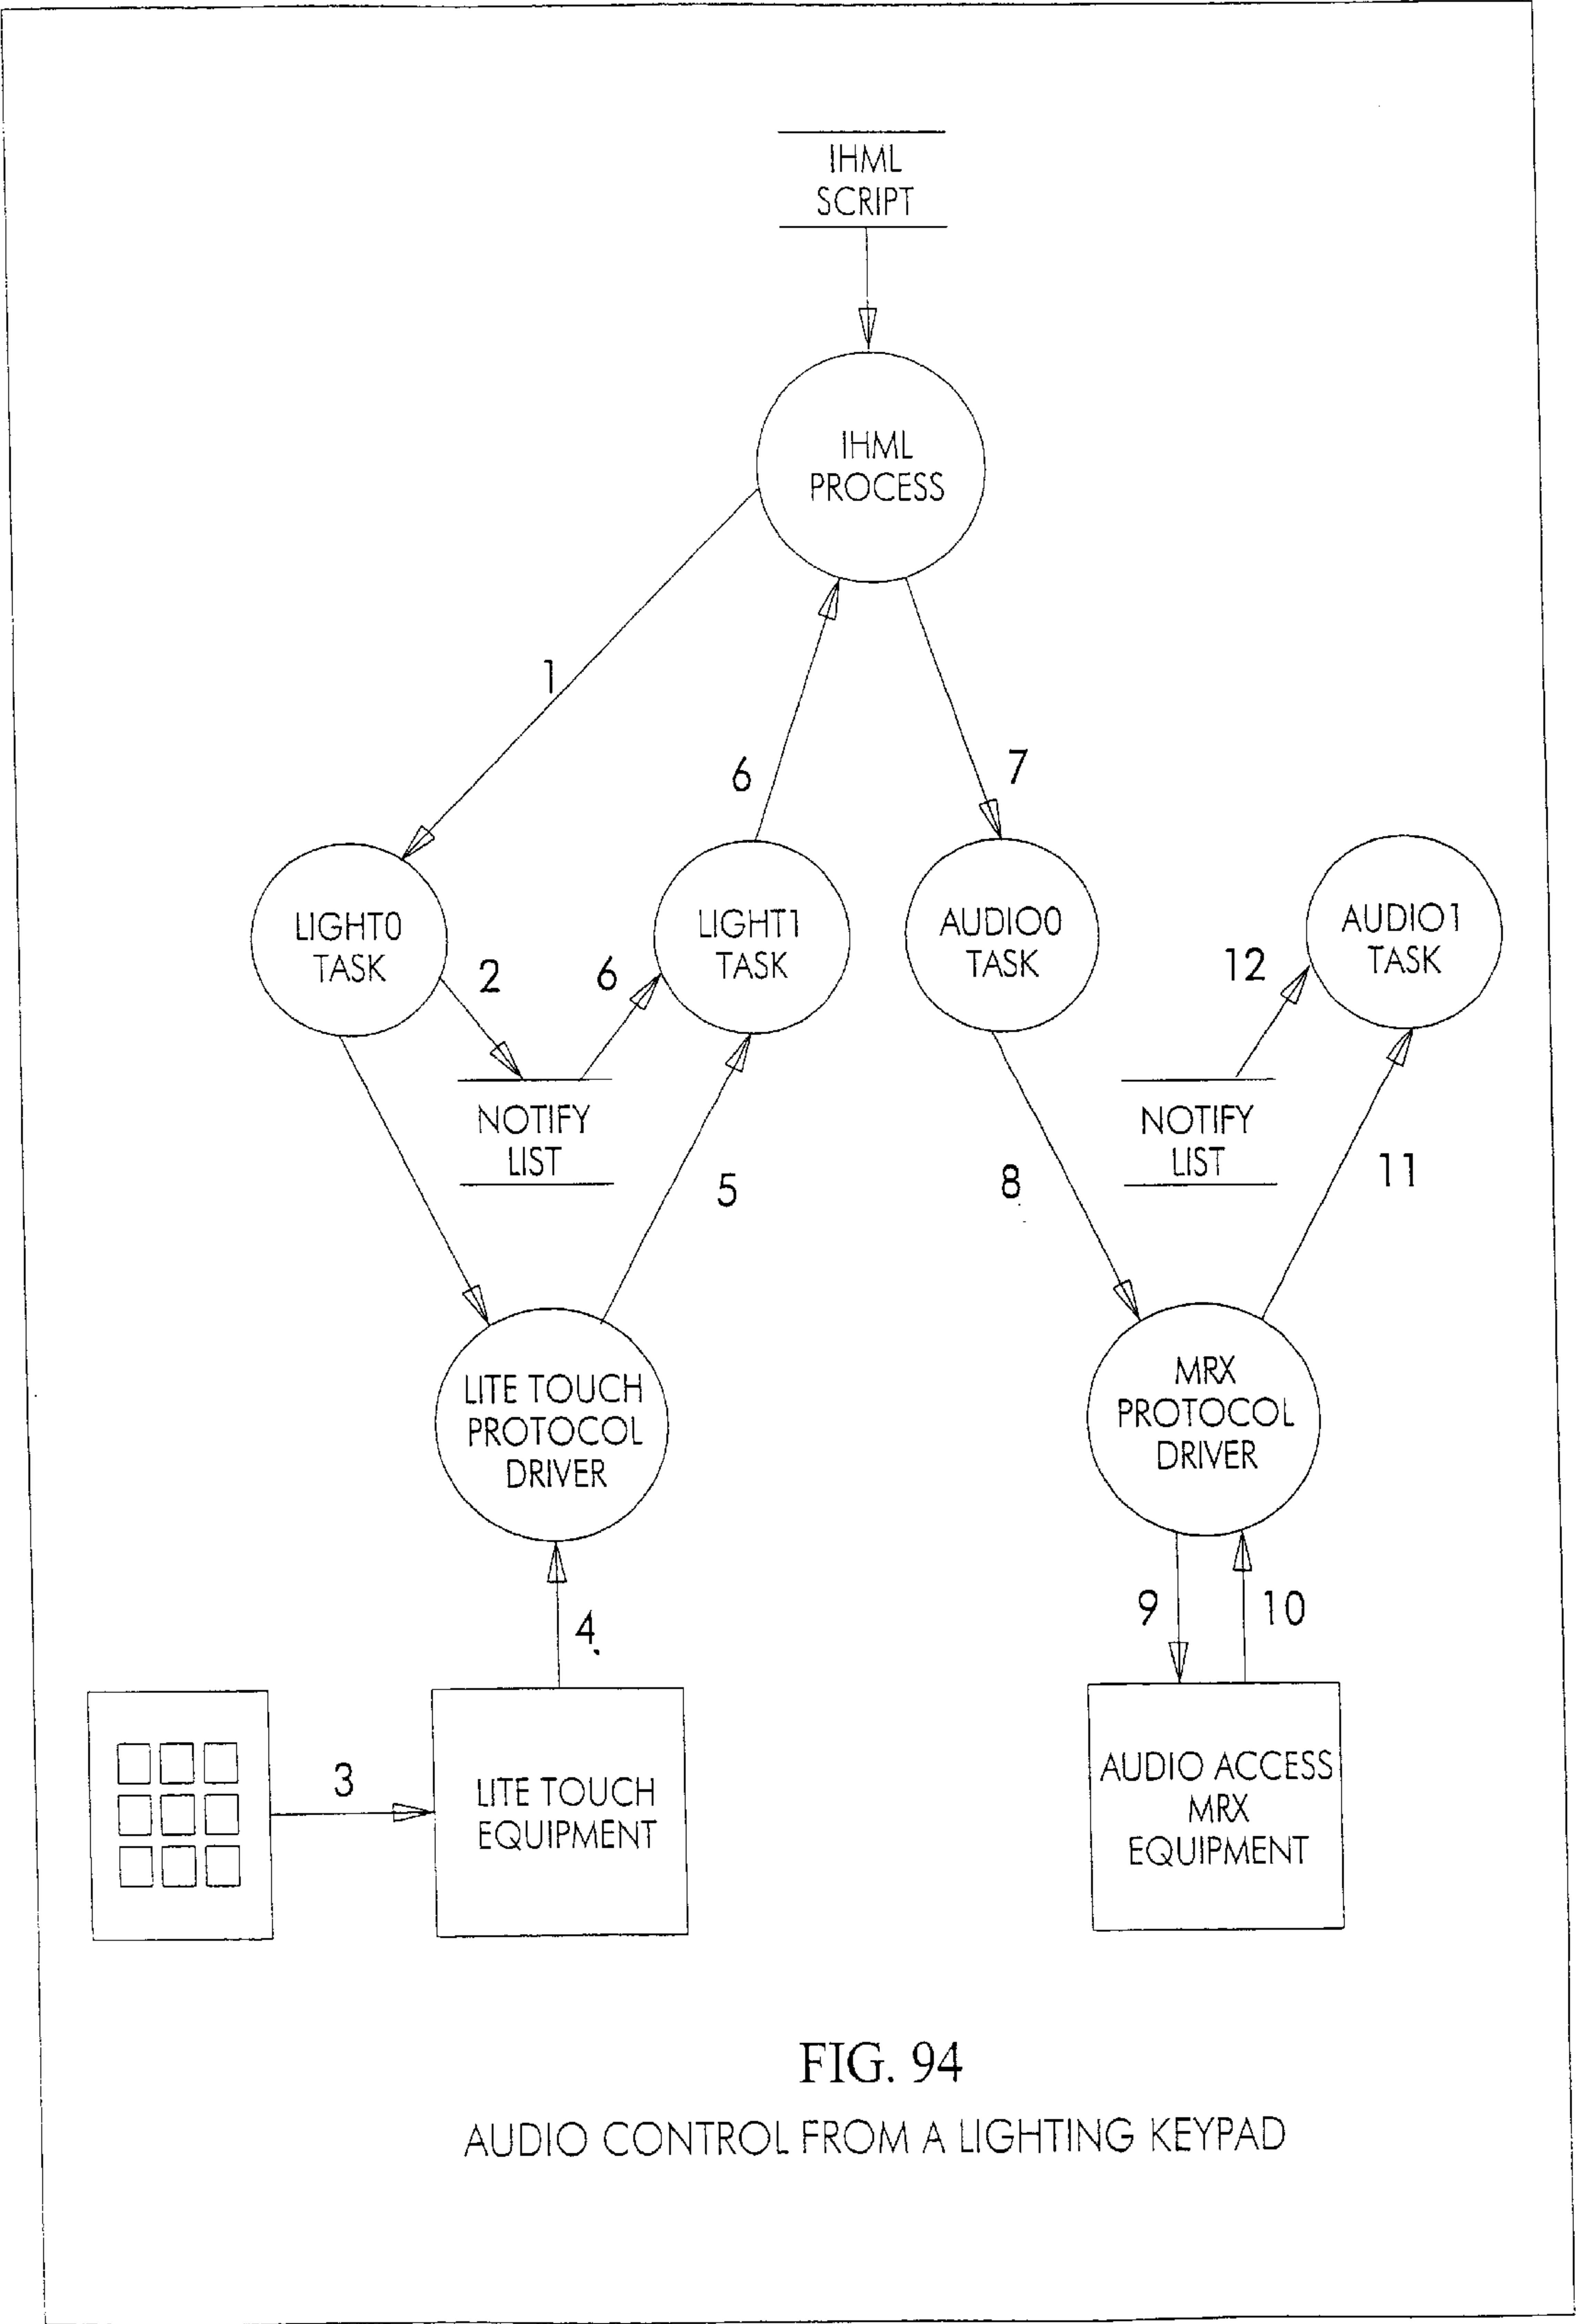 IHML
SCRIPT
IHML
PROCESS
1
6
7
LIGHT0
TASK
2
6
LIGHT1
TASK
AUDIO0
TASK
12
AUDIO1
TASK
NOTIFY
LIST
5
8
NOTIFY
LIST
11
LITE TOUCH
PROTOCOL
DRIVER
MRX
PROTOCOL
DRIVER
4
9
10
3
LITE TOUCH
EQUIPMENT
AUDIO ACCESS
MRX
EQUIPMENT
FIG. 94
AUDIO CONTROL FROM A LIGHTING KEYPAD